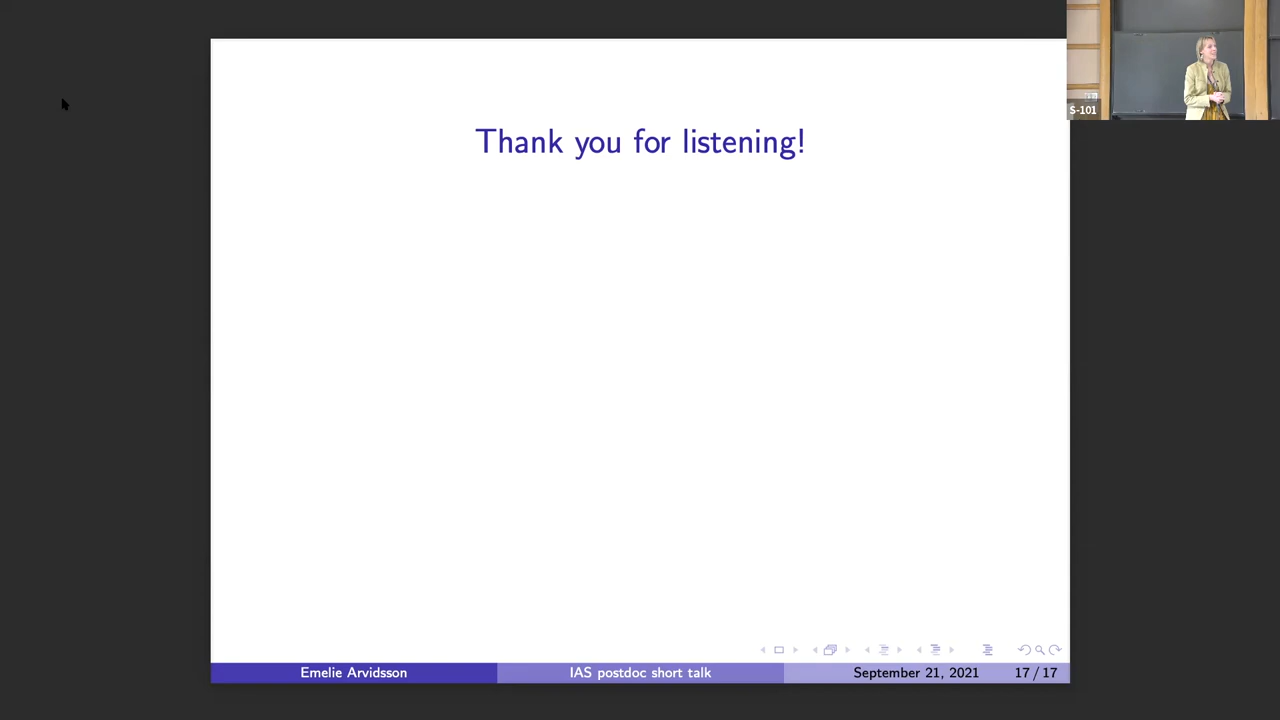 S-101
Thank you for listening!
Emelie Arvidsson
IAS postdoc short talk
September 21, 2021
17 / 17